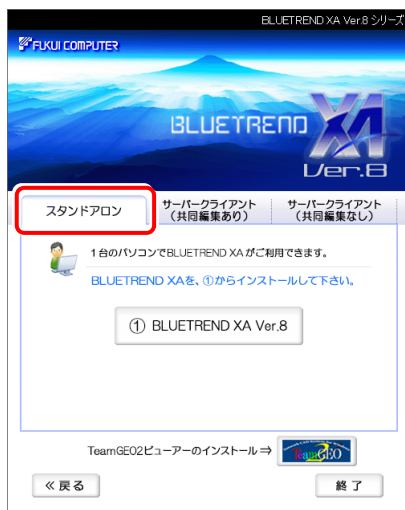 BLUETREND XA Ver.8 シリーズ
FUKUI COMPUTER
BLUETREND XA
Ver.8
スタンドアロン
サーバークライアント
（共同編集あり）
サーバークライアント
（共同編集なし）
1台のパソコンでBLUETREND XAがご利用できます。
BLUETREND XAを、①からインストールして下さい。
① BLUETREND XA Ver.8
TeamGEO2ビューアーのインストール ⇒
TeamGEO
≪ 戻 る
終 了